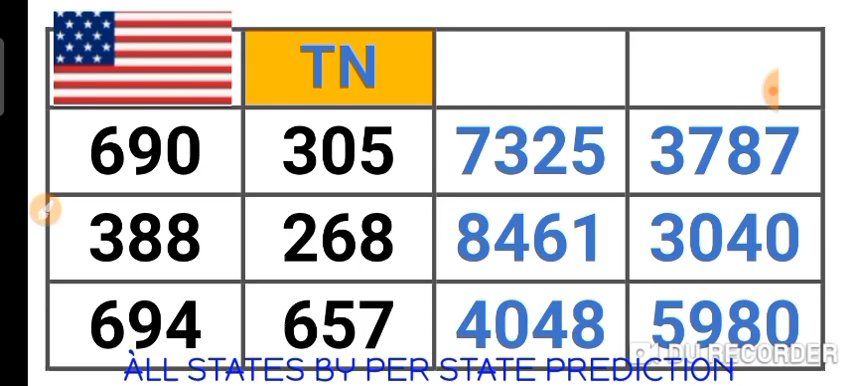 TN
690 305 7325 3787
388 268 8461 3040
694 657 4048 5980
DU RECORDER
ÀLL STATES BY PER STATE PREDICTION